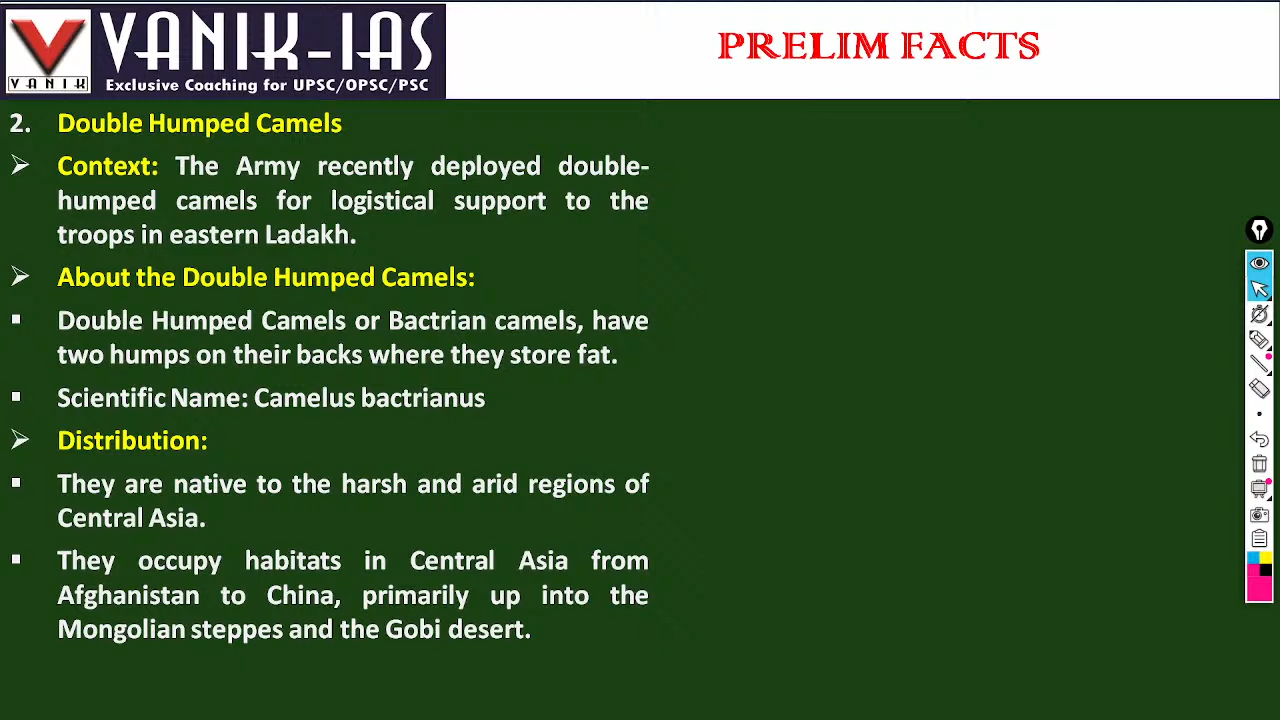 VANIK-IAS
VANIK
Exclusive Coaching for UPSC/OPSC/PSC
PRELIM FACTS
2. Double Humped Camels
Context: The Army recently deployed double-
humped camels for logistical support to the
troops in eastern Ladakh.
About the Double Humped Camels:
Double Humped Camels or Bactrian camels, have
two humps on their backs where they store fat.
Scientific Name: Camelus bactrianus
Distribution:
They are native to the harsh and arid regions of
Central Asia.
They occupy habitats in Central Asia from
Afghanistan to China, primarily up into the
Mongolian steppes and the Gobi desert.